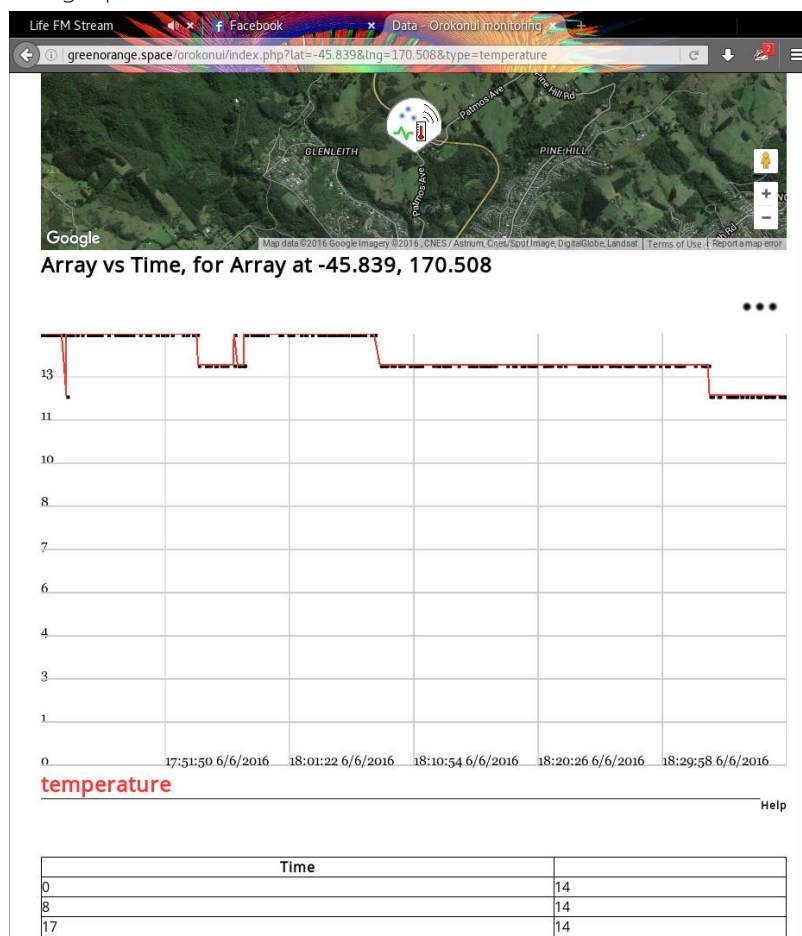 Life FM Stream Facebook Data - Orokonui monitoring
greenorange.space/orokonui/index.php?lat=-45.839&lng=170.508&type=temperature 2
Pine Hill Rd
Patmos Ave
GLENLEITH PINE HILL
Patmos Ave
Google Map data ©2016 Google Imagery ©2016 , CNES / Astrium, Cnes/Spot Image, DigitalGlobe, Landsat Terms of Use Report a map error
Array vs Time, for Array at -45.839, 170.508
13
11
10
8
7
6
4
3
1
0 17:51:50 6/6/2016 18:01:22 6/6/2016 18:10:54 6/6/2016 18:20:26 6/6/2016 18:29:58 6/6/2016
temperature
Help
Time
0 14
8 14
17 14